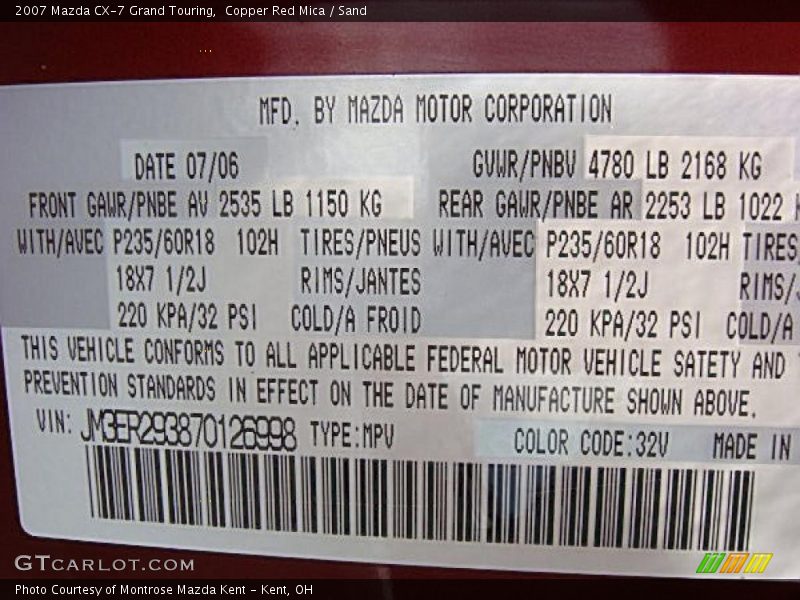 2007 Mazda CX-7 Grand Touring,  Copper Red Mica / Sand
MFD. BY MAZDA MOTOR CORPORATION
DATE 07/06 GVWR/PNBV 4780 LB 2168 KG
FRONT GAWR/PNBE AV 2535 LB 1150 KG REAR GAWR/PNBE AR 2253 LB 1022
WITH/AVEC P235/60R18 102H TIRES/PNEUS WITH/AVEC P235/60R18 102H TIRES/
18X7 1/2J RIMS/JANTES 18X7 1/2J RIMS/
220 KPA/32 PSI COLD/A FROID 220 KPA/32 PSI COLD/A
THIS VEHICLE CONFORMS TO ALL APPLICABLE FEDERAL MOTOR VEHICLE SATETY AND
PREVENTION STANDARDS IN EFFECT ON THE DATE OF MANUFACTURE SHOWN ABOVE.
VIN: JM3ER293870126998 TYPE:MPV COLOR CODE:32V MADE IN
GTCARLOT.COM
Photo Courtesy of Montrose Mazda Kent - Kent, OH